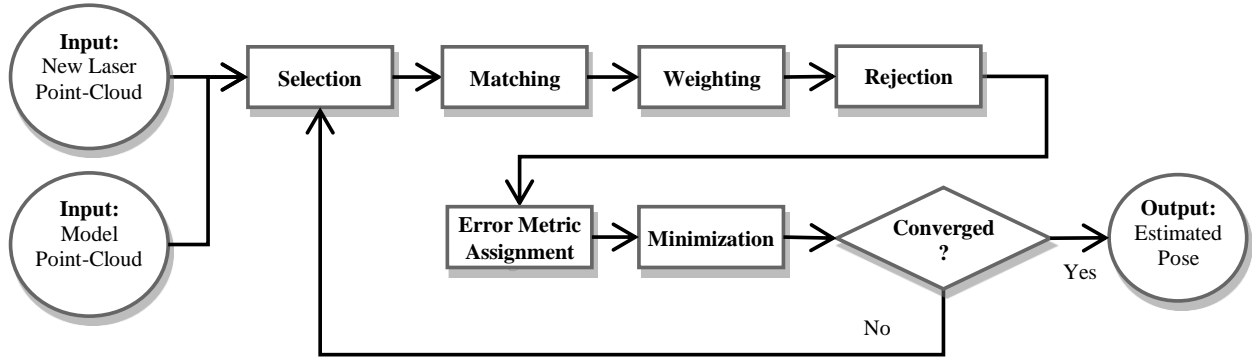 Input:
New Laser
Point-Cloud
Selection
Matching
Weighting
Rejection
Input:
Model
Point-Cloud
Error Metric
Assignment
Minimization
Converged
?
Output:
Estimated
Pose
Yes
No